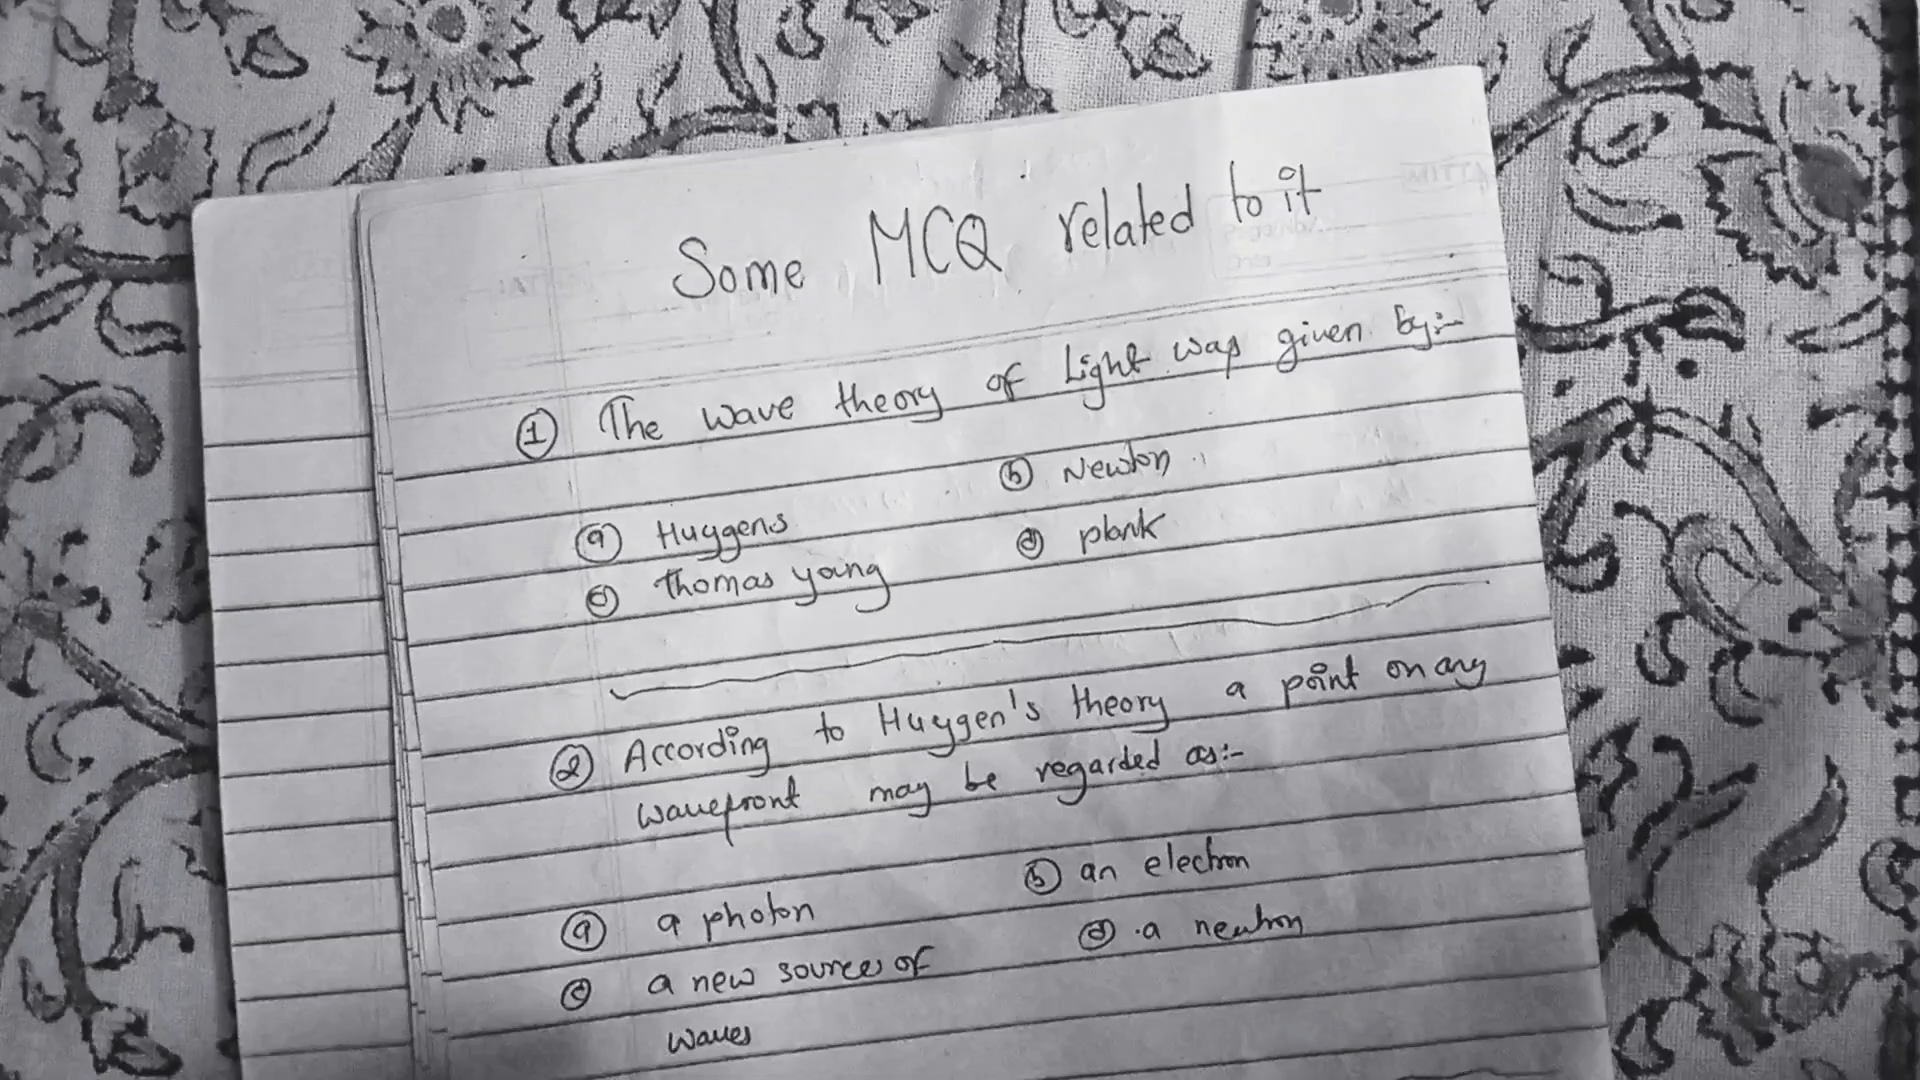 Some MCQ related to it
① The wave theory of Light was given by:-
ⓐ Huygens ⓑ Newton
ⓒ Thomas yoing ⓓ plank
② According to Huygen's theory a point on any
wavefront may be regarded as:-
ⓐ a photon ⓑ an electron
ⓒ a new source of ⓓ a neutron
waves